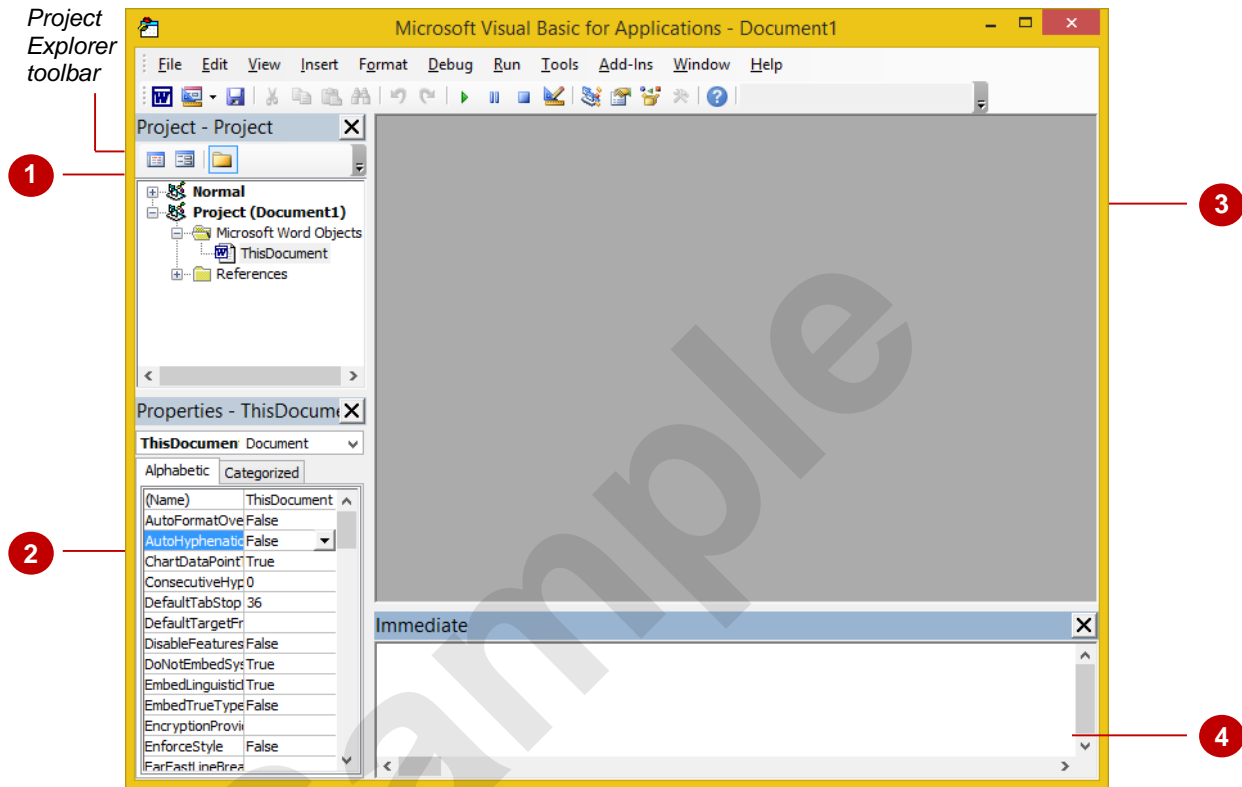 Project
Explorer
toolbar
Microsoft Visual Basic for Applications - Document1
File Edit View Insert Format Debug Run Tools Add-Ins Window Help
Project - Project
1
Normal
Project (Document1)
Microsoft Word Objects
ThisDocument
References
3
Properties - ThisDocume
ThisDocumen Document
Alphabetic Categorized
(Name) ThisDocument
AutoFormatOve False
AutoHyphenatic False
2
ChartDataPointT True
ConsecutiveHyp 0
DefaultTabStop 36
DefaultTargetFr
DisableFeatures False
DoNotEmbedSys True
EmbedLinguisticD True
EmbedTrueType False
EncryptionProvi
EnforceStyle False
FarEastLineBrea
Immediate
4
Sample